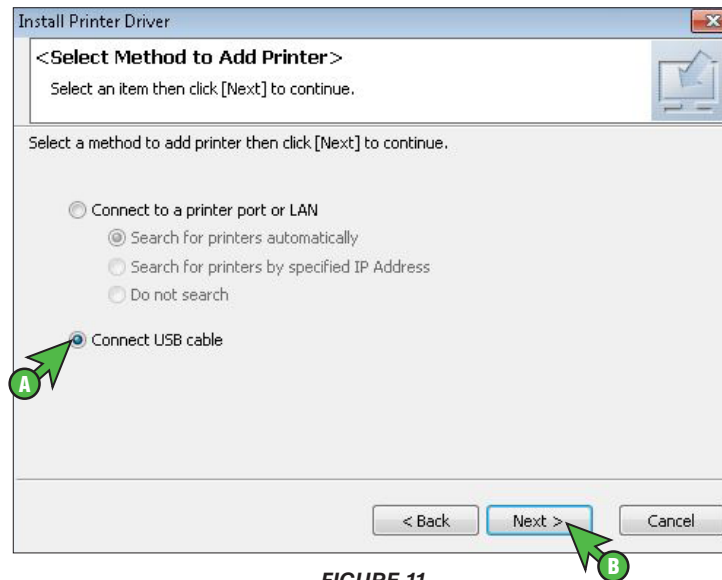 Install Printer Driver
<Select Method to Add Printer>
Select an item then click [Next] to continue.
Select a method to add printer then click [Next] to continue.
Connect to a printer port or LAN
Search for printers automatically
Search for printers by specified IP Address
Do not search
Connect USB cable
A
< Back Next > Cancel
B
FIGURE 11